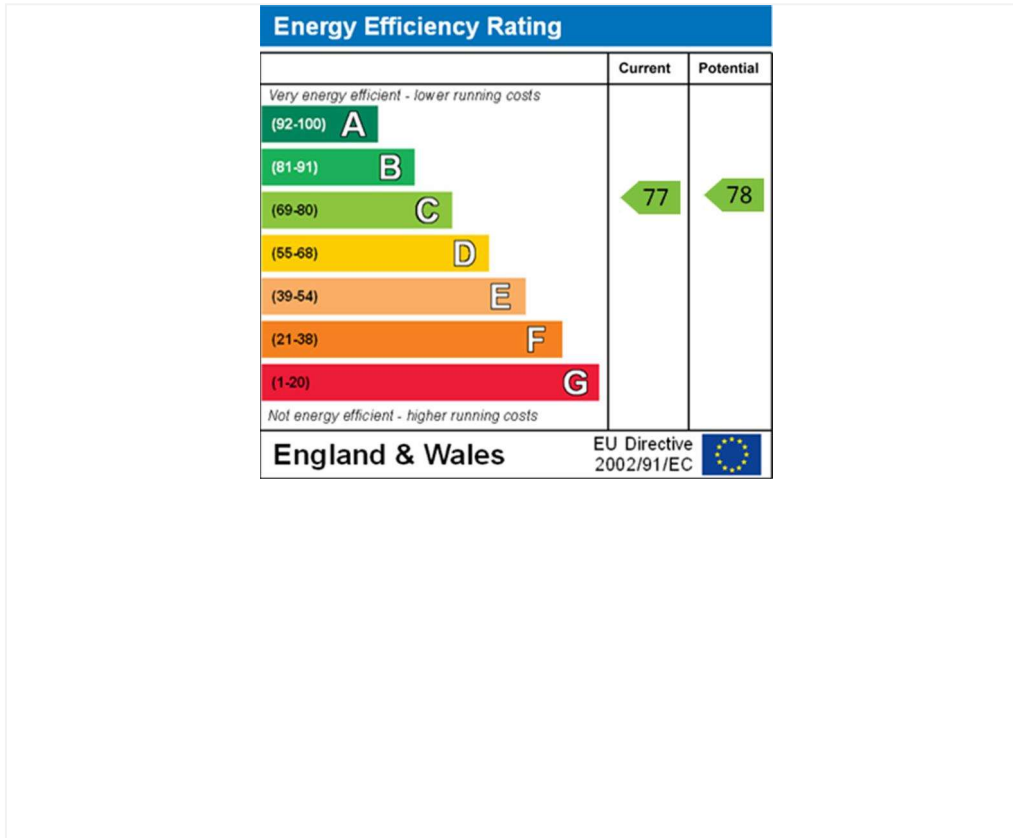 Energy Efficiency Rating
Current Potential
Very energy efficient - lower running costs
(92-100) A
(81-91) B
(69-80) C
77 78
(55-68) D
(39-54) E
(21-38) F
(1-20) G
Not energy efficient - higher running costs
England & Wales
EU Directive
2002/91/EC